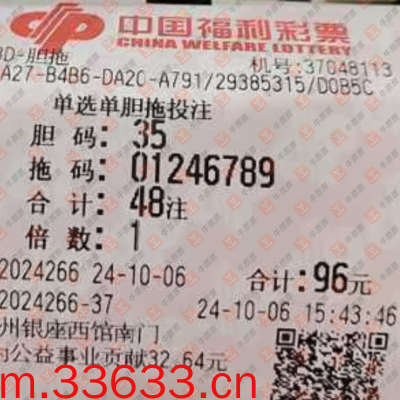 中国福利彩票
CHINA WELFARE LOTTERY
3D-胆拖 机号:37048113
A27-B4B6-DA2C-A791/29385315/D0B5C
单选单胆拖投注
胆 码: 35
拖 码: 01246789
合 计: 48注
倍 数: 1
2024266 24-10-06 合计:96元
2024266-37 24-10-06 15:43:46
州银座西馆南门
公益事业贡献32.64元
m.33633.cn